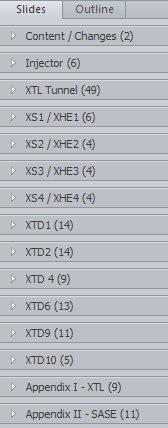 Slides Outline
Content / Changes (2)
Injector (6)
XTL Tunnel (49)
XS1 / XHE1 (6)
XS2 / XHE2 (4)
XS3 / XHE3 (4)
XS4 / XHE4 (4)
XTD1 (14)
XTD2 (14)
XTD 4 (9)
XTD6 (13)
XTD9 (11)
XTD10 (5)
Appendix I - XTL (9)
Appendix II - SASE (11)